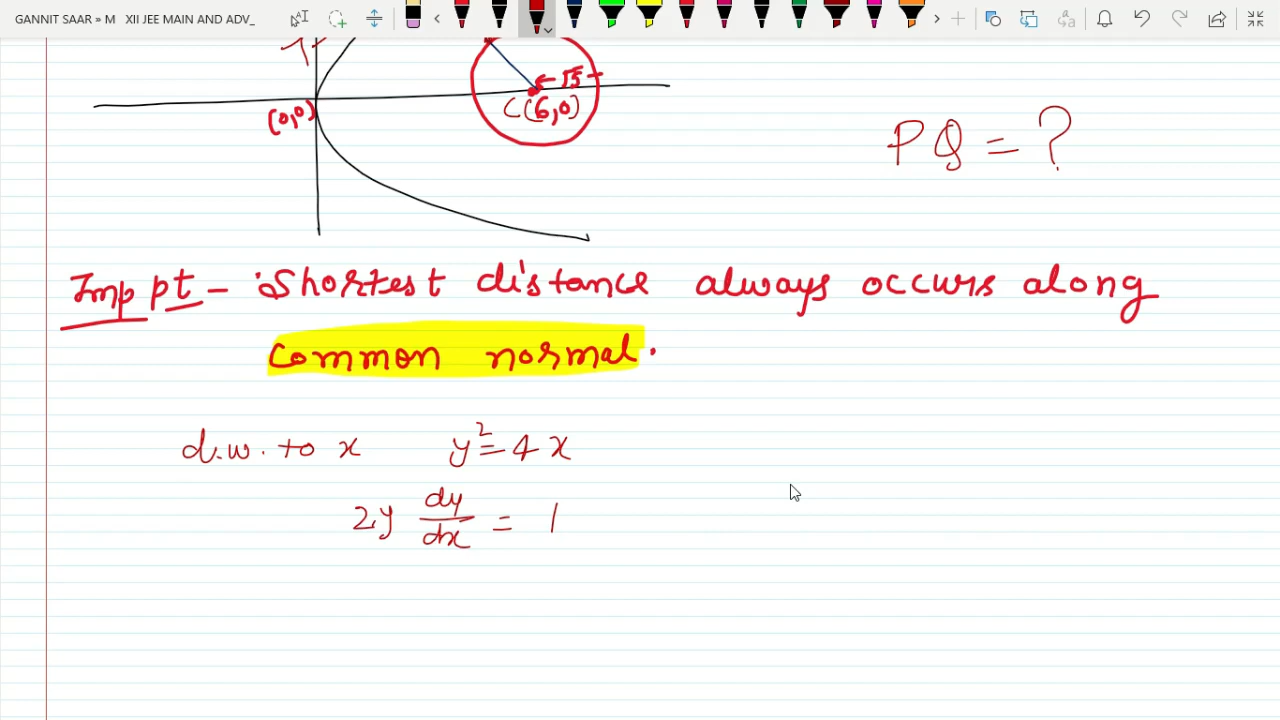 GANNIT SAAR » M XII JEE MAIN AND ADV_
(0,0)
√5
C(6,0)
PQ = ?
Imp pt - Shortest distance always occurs along
common normal.
d.w. to x y² = 4x
2y dy/dx = 1